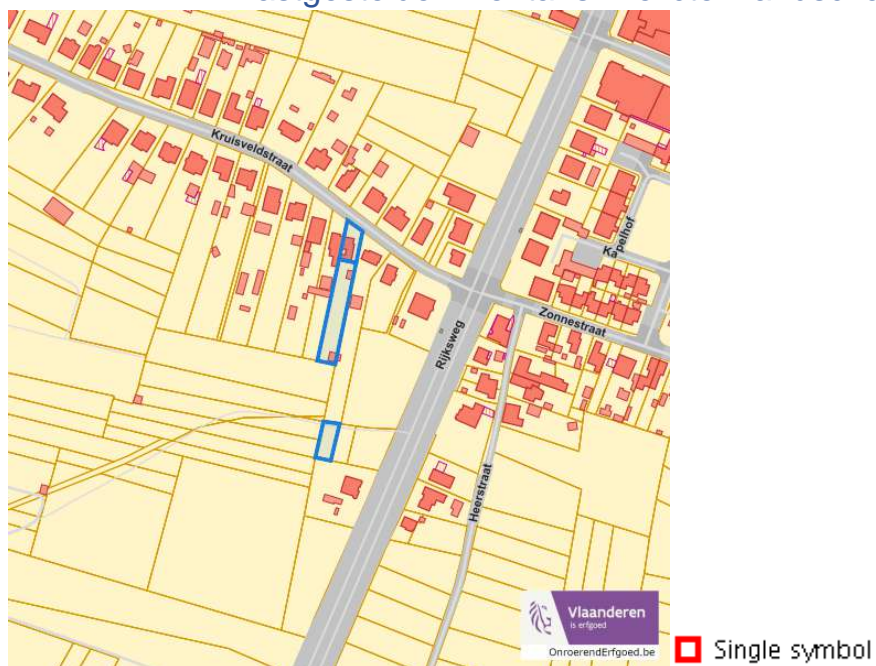 Kruisveldstraat
Kapelhof
Zonnestraat
Rijksweg
Heerstraat
Vlaanderen
is erfgoed
OnroerendErfgoed.be
Single symbol